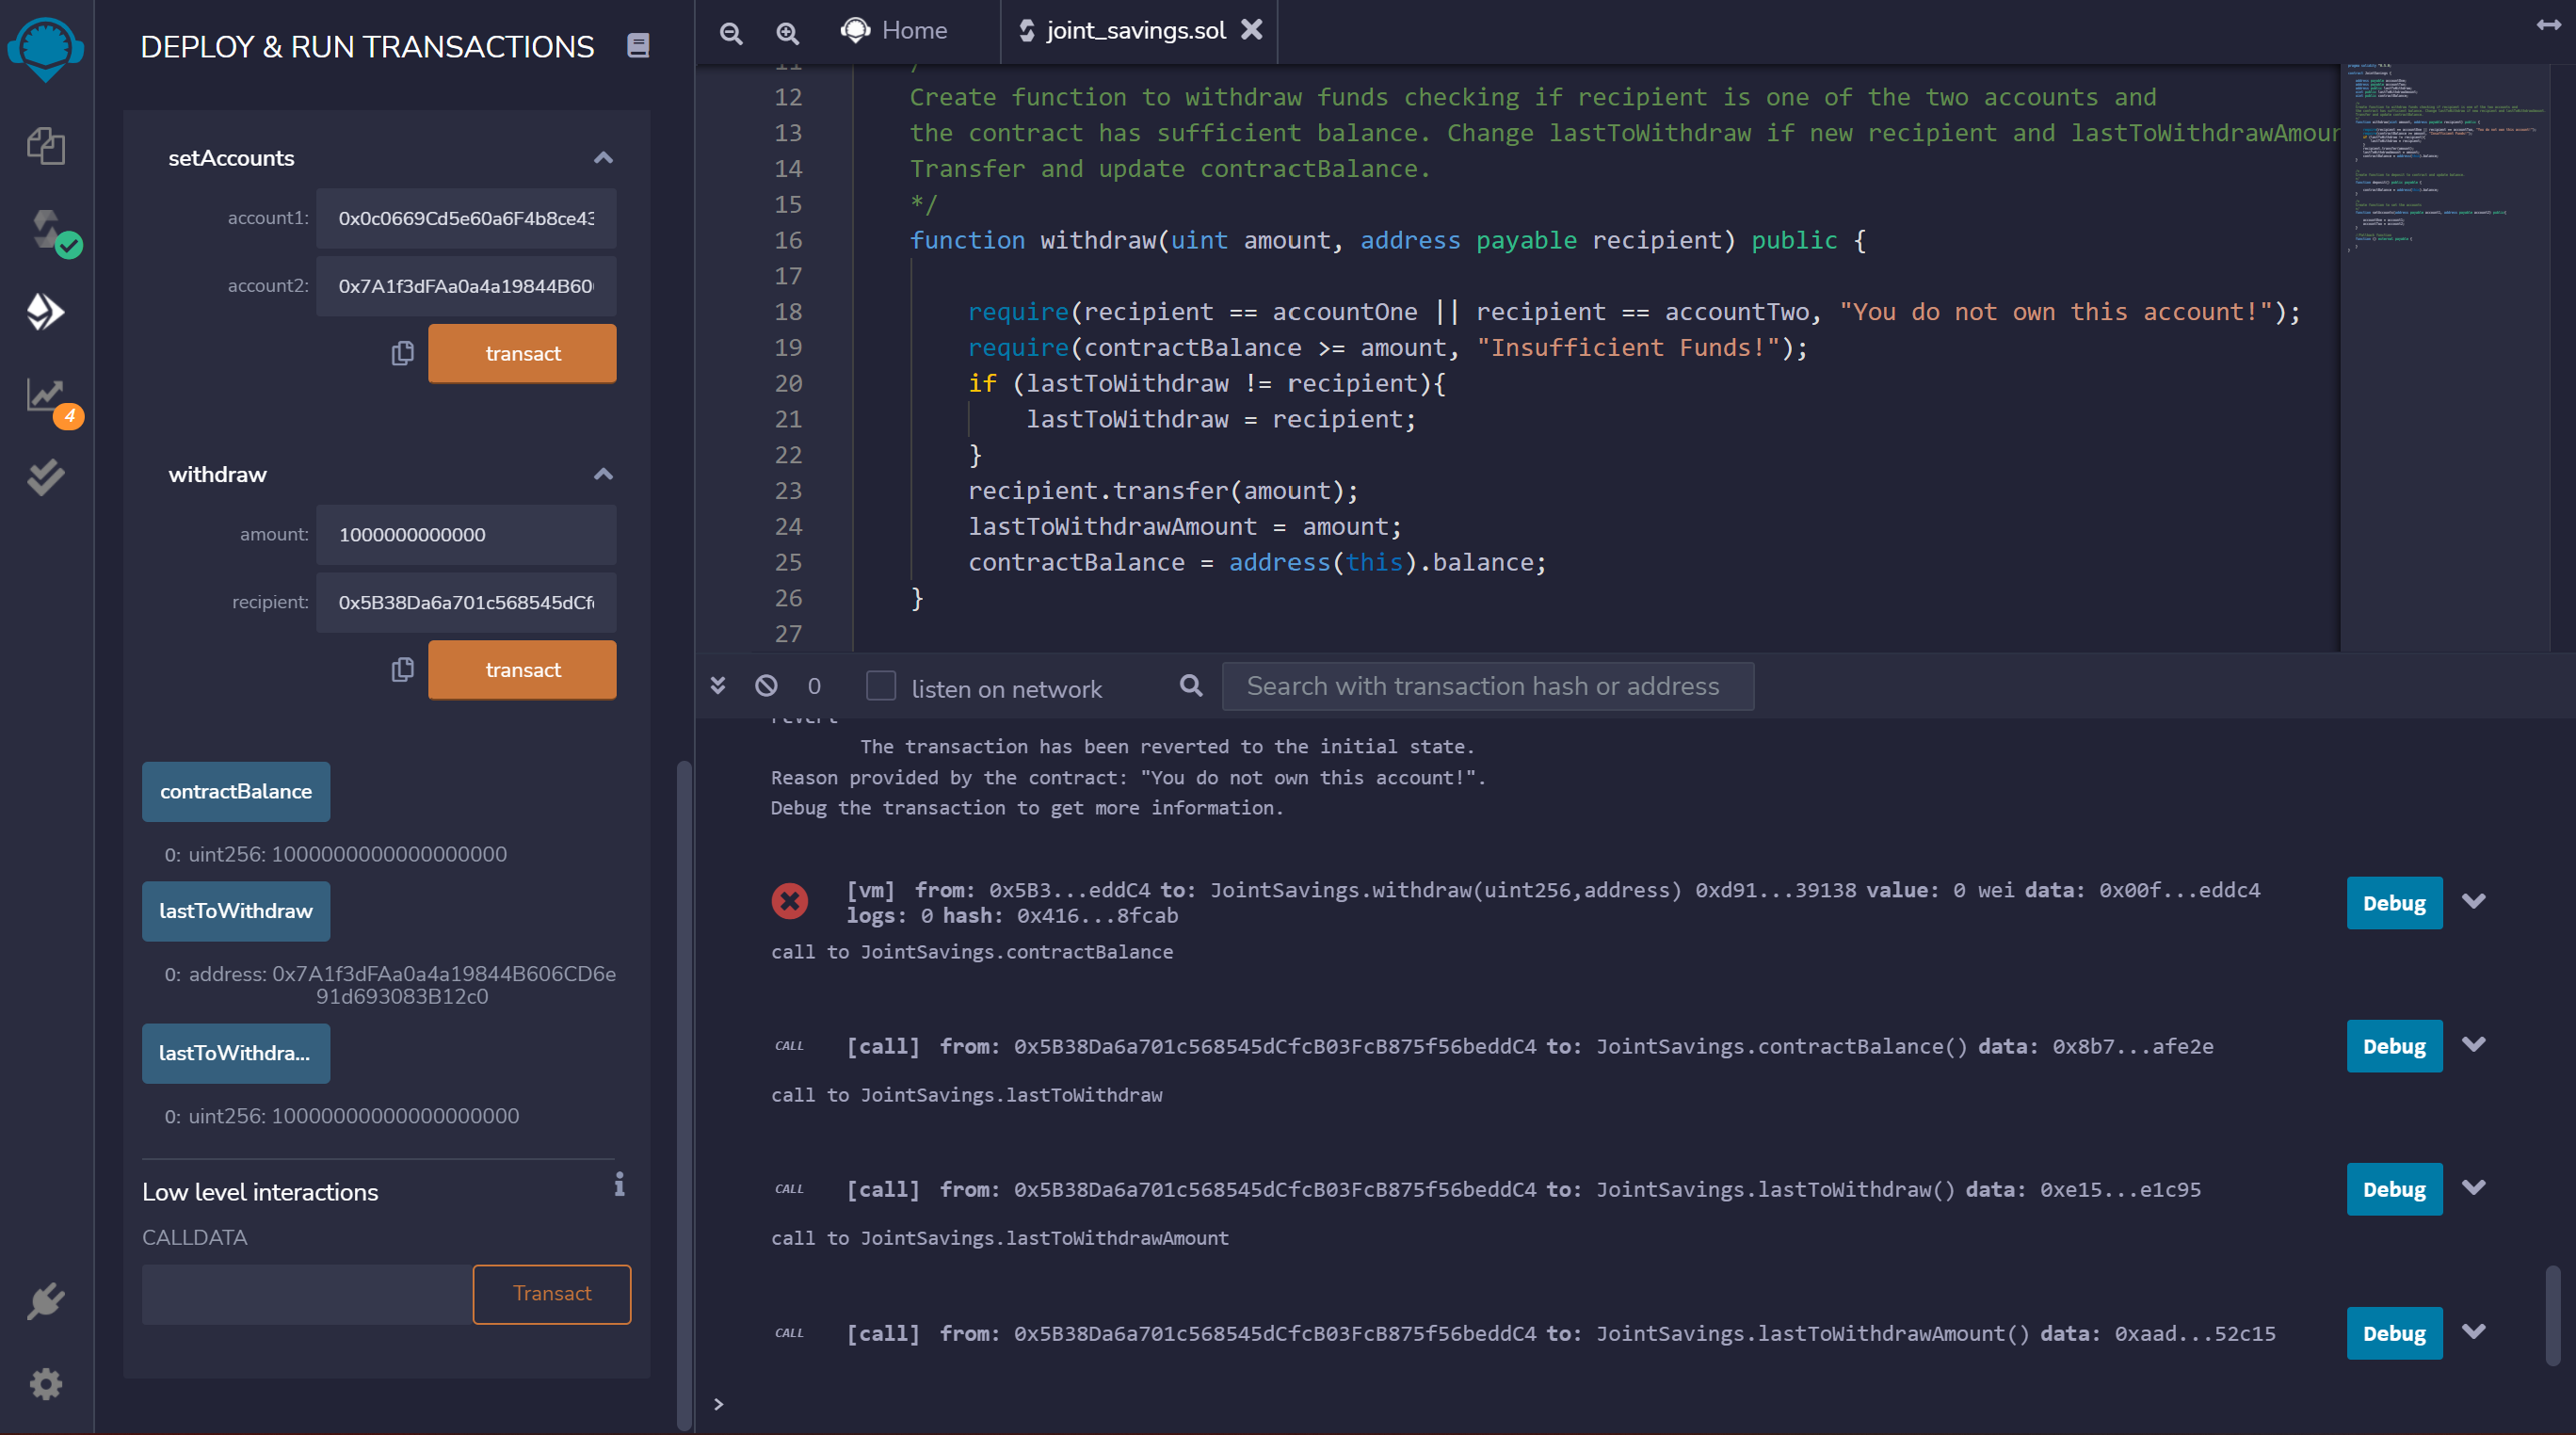 DEPLOY & RUN TRANSACTIONS
setAccounts
account1: 0x0c0669Cd5e60a6F4b8ce43
account2: 0x7A1f3dFAa0a4a19844B60
transact
withdraw
amount: 1000000000000
recipient: 0x5B38Da6a701c568545dCf
transact
contractBalance
0: uint256: 1000000000000000000
lastToWithdraw
0: address: 0x7A1f3dFAa0a4a19844B606CD6e
91d693083B12c0
lastToWithdra...
0: uint256: 10000000000000000000
Low level interactions
CALLDATA
Transact
4
Home
joint_savings.sol
12 Create function to withdraw funds checking if recipient is one of the two accounts and
13 the contract has sufficient balance. Change lastToWithdraw if new recipient and lastToWithdrawAmour
14 Transfer and update contractBalance.
15 */
16 function withdraw(uint amount, address payable recipient) public {
17
18 require(recipient == accountOne || recipient == accountTwo, "You do not own this account!");
19 require(contractBalance >= amount, "Insufficient Funds!");
20 if (lastToWithdraw != recipient){
21 lastToWithdraw = recipient;
22 }
23 recipient.transfer(amount);
24 lastToWithdrawAmount = amount;
25 contractBalance = address(this).balance;
26 }
27
0 listen on network Search with transaction hash or address
The transaction has been reverted to the initial state.
Reason provided by the contract: "You do not own this account!".
Debug the transaction to get more information.
[vm] from: 0x5B3...eddC4 to: JointSavings.withdraw(uint256,address) 0xd91...39138 value: 0 wei data: 0x00f...eddc4
logs: 0 hash: 0x416...8fcab
Debug
call to JointSavings.contractBalance
CALL [call] from: 0x5B38Da6a701c568545dCfcB03FcB875f56beddC4 to: JointSavings.contractBalance() data: 0x8b7...afe2e
Debug
call to JointSavings.lastToWithdraw
CALL [call] from: 0x5B38Da6a701c568545dCfcB03FcB875f56beddC4 to: JointSavings.lastToWithdraw() data: 0xe15...e1c95
Debug
call to JointSavings.lastToWithdrawAmount
CALL [call] from: 0x5B38Da6a701c568545dCfcB03FcB875f56beddC4 to: JointSavings.lastToWithdrawAmount() data: 0xaad...52c15
Debug
>